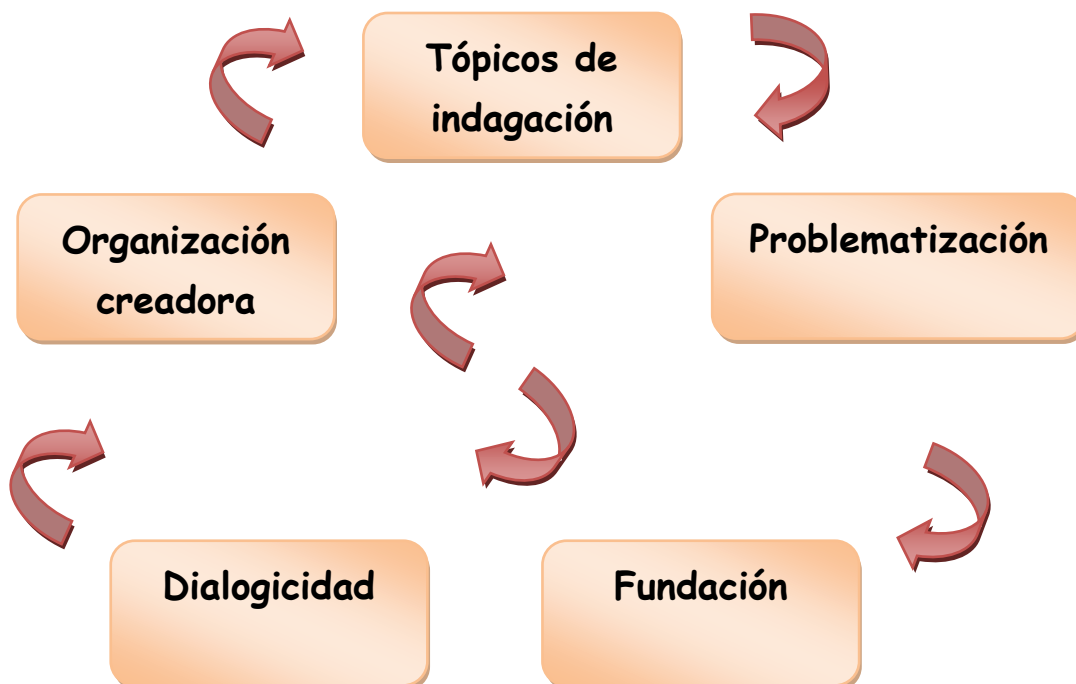 Tópicos de
indagación
Organización
creadora
Problematización
Dialogicidad
Fundación